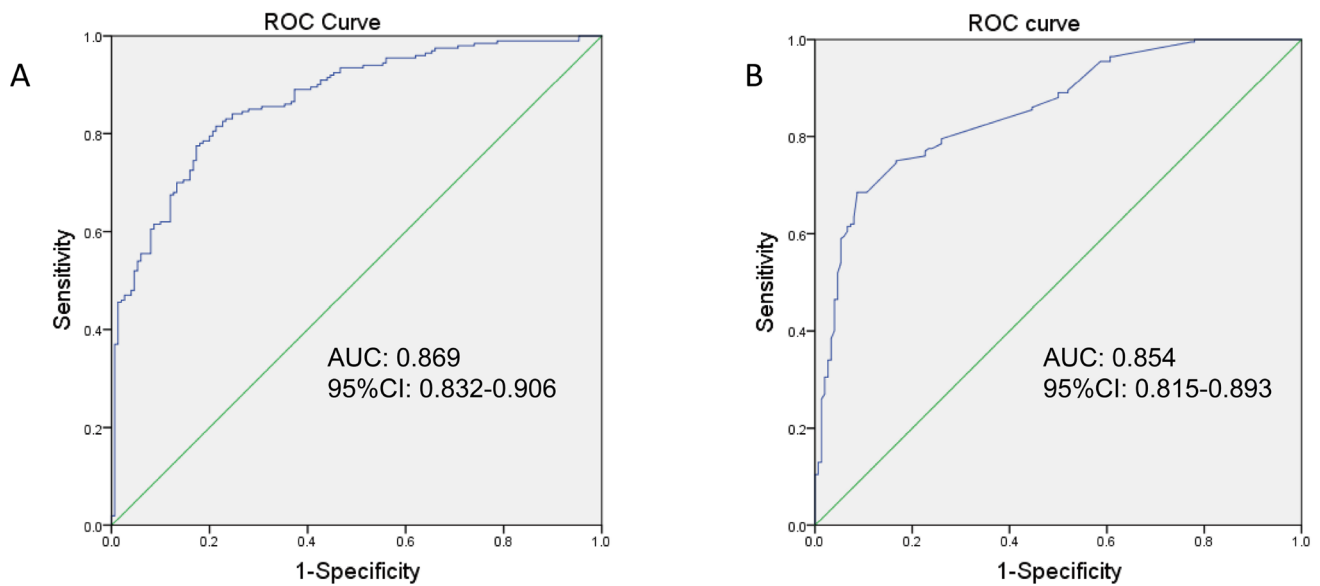 A
ROC Curve
1.0
0.8
0.6
0.4
0.2
0.0
Sensitivity
AUC: 0.869
95%CI: 0.832-0.906
0.0 0.2 0.4 0.6 0.8 1.0
1-Specificity
B
ROC curve
1.0
0.8
0.6
0.4
0.2
0.0
Sensitivity
AUC: 0.854
95%CI: 0.815-0.893
0.0 0.2 0.4 0.6 0.8 1.0
1-Specificity